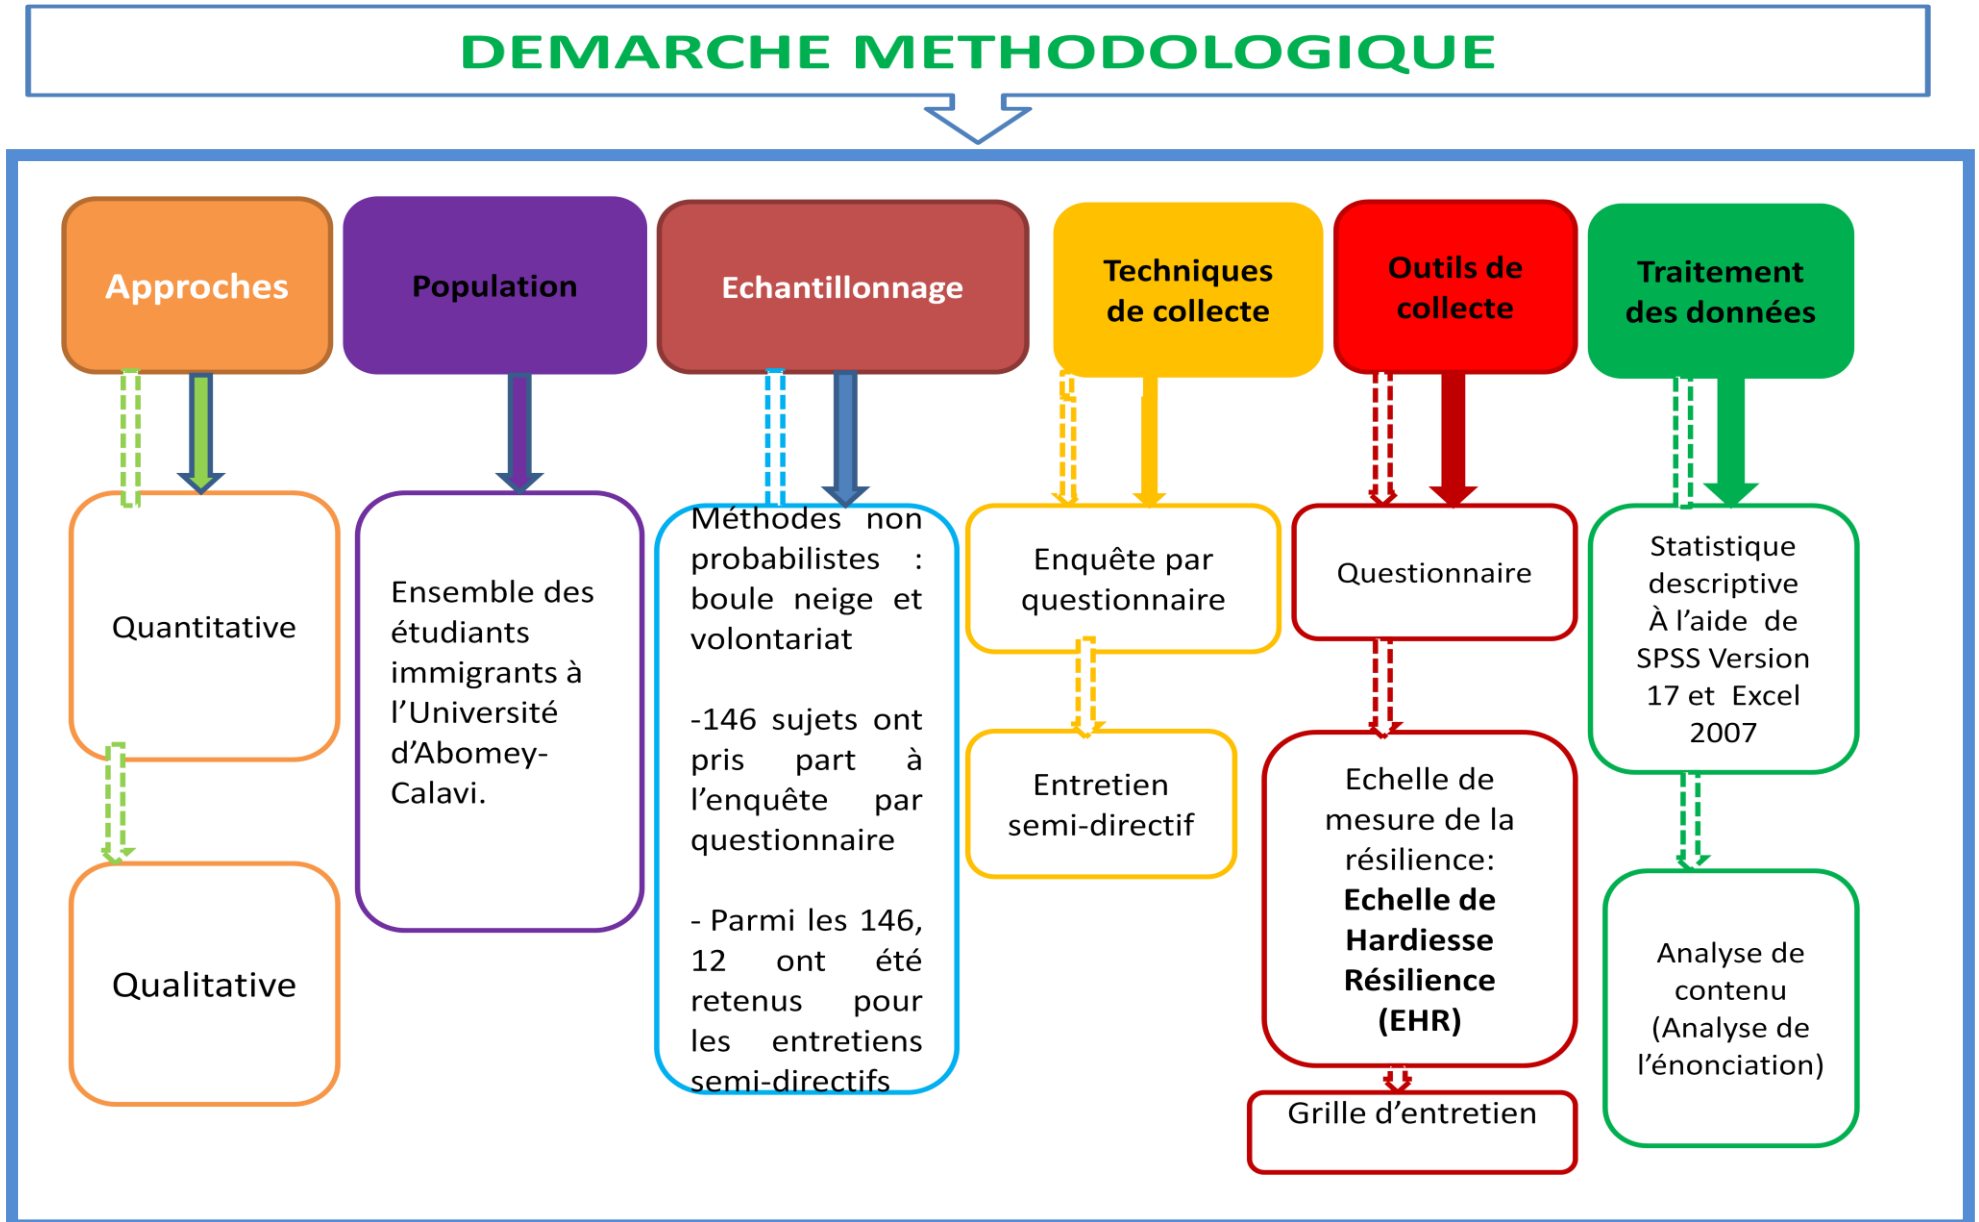 DEMARCHE METHODOLOGIQUE
Approches
Quantitative
Qualitative
Population
Ensemble des
étudiants
immigrants à
l’Université
d’Abomey-
Calavi.
Echantillonnage
Méthodes non
probabilistes :
boule neige et
volontariat
-146 sujets ont
pris part à
l’enquête par
questionnaire
- Parmi les 146,
12 ont été
retenus pour
les entretiens
semi-directifs
Techniques
de collecte
Enquête par
questionnaire
Entretien
semi-directif
Outils de
collecte
Questionnaire
Echelle de
mesure de la
résilience:
Echelle de
Hardiesse
Résilience
(EHR)
Grille d’entretien
Traitement
des données
Statistique
descriptive
À l’aide de
SPSS Version
17 et Excel
2007
Analyse de
contenu
(Analyse de
l’énonciation)